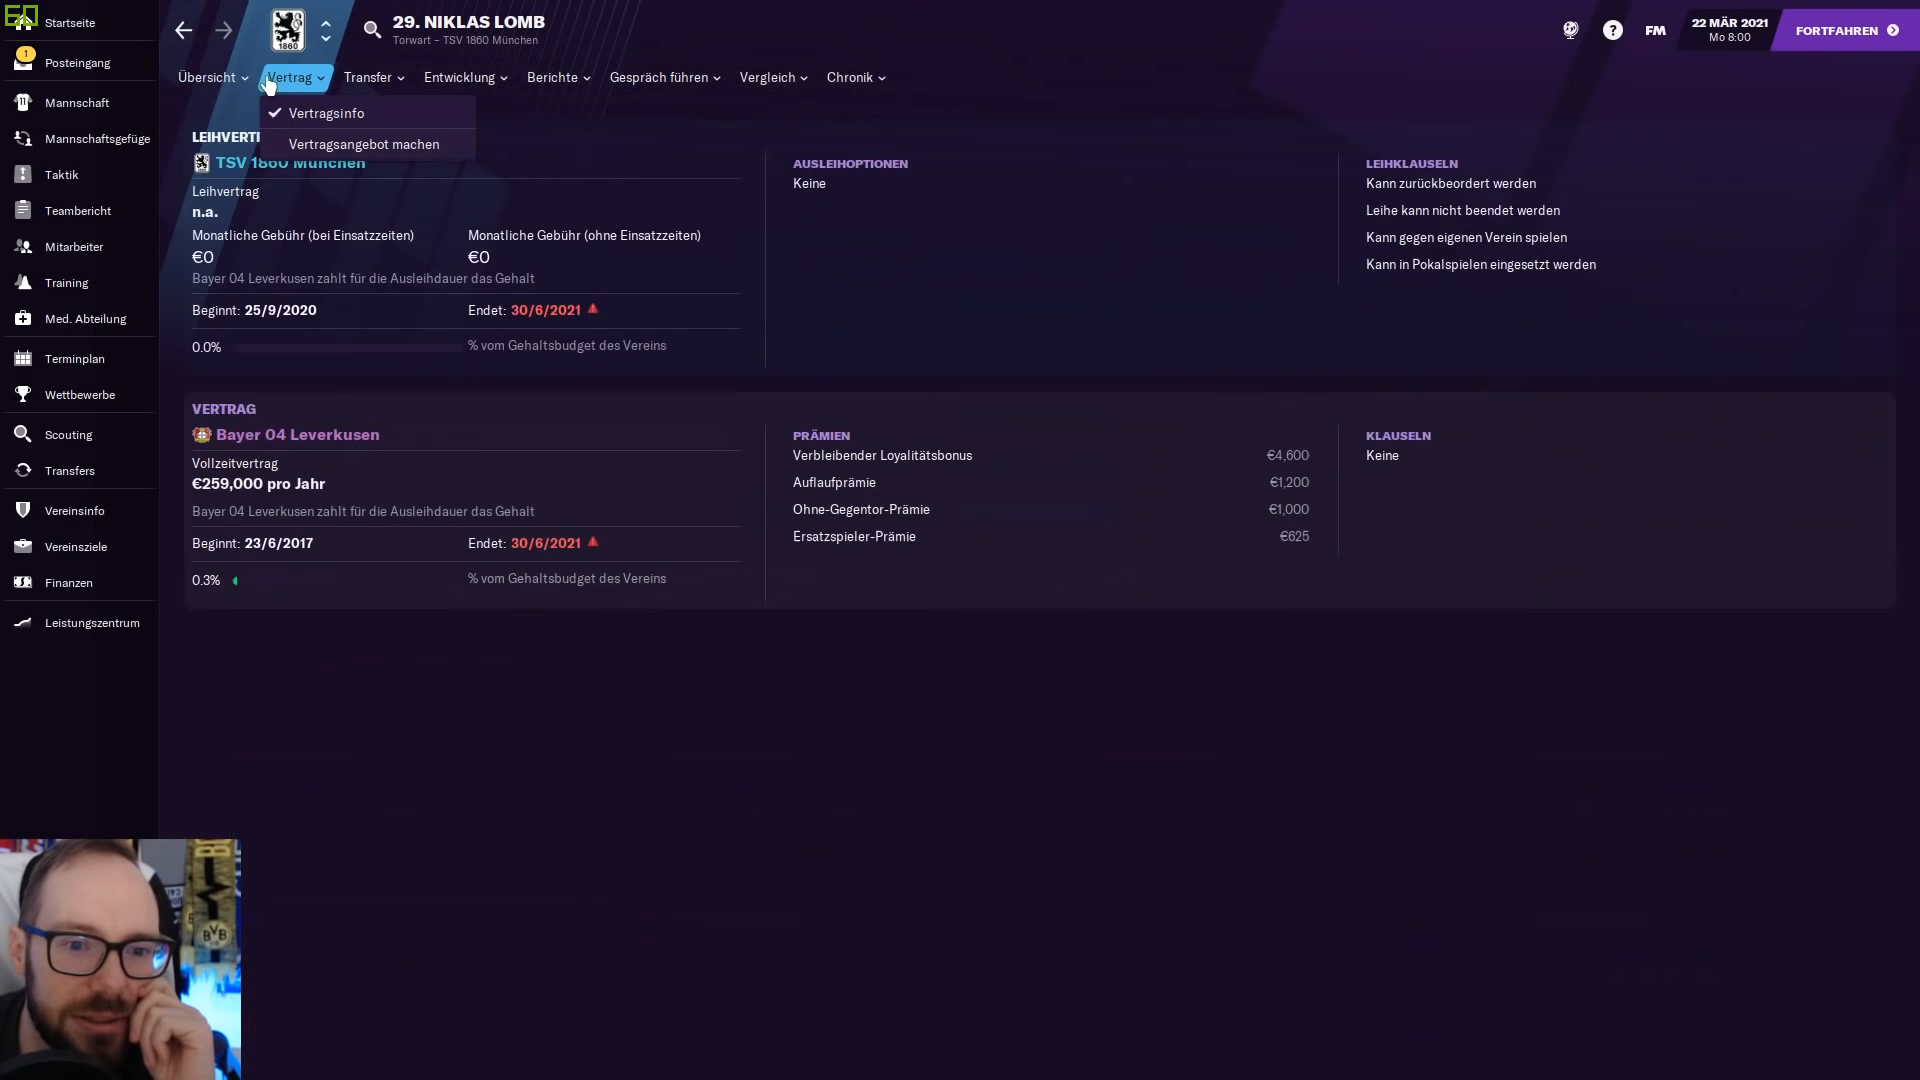 60
Startseite
1
Posteingang
Mannschaft
Mannschaftsgefüge
Taktik
Teambericht
Mitarbeiter
Training
Med. Abteilung
Terminplan
Wettbewerbe
Scouting
Transfers
Vereinsinfo
Vereinsziele
Finanzen
Leistungszentrum
1860
29. NIKLAS LOMB
Torwart – TSV 1860 München
FM
22 MÄR 2021
Mo 8:00
FORTFAHREN
Übersicht Vertrag Transfer Entwicklung Berichte Gespräch führen Vergleich Chronik
Vertragsinfo
Vertragsangebot machen
LEIHVERT
TSV 1860 München
Leihvertrag
n.a.
Monatliche Gebühr (bei Einsatzzeiten) Monatliche Gebühr (ohne Einsatzzeiten)
€0 €0
Bayer 04 Leverkusen zahlt für die Ausleihdauer das Gehalt
Beginnt: 25/9/2020 Endet: 30/6/2021
0.0% % vom Gehaltsbudget des Vereins
AUSLEIHOPTIONEN
Keine
LEIHKLAUSELN
Kann zurückbeordert werden
Leihe kann nicht beendet werden
Kann gegen eigenen Verein spielen
Kann in Pokalspielen eingesetzt werden
VERTRAG
Bayer 04 Leverkusen
Vollzeitvertrag
€259,000 pro Jahr
Bayer 04 Leverkusen zahlt für die Ausleihdauer das Gehalt
Beginnt: 23/6/2017 Endet: 30/6/2021
0.3% % vom Gehaltsbudget des Vereins
PRÄMIEN
Verbleibender Loyalitätsbonus €4,600
Auflaufprämie €1,200
Ohne-Gegentor-Prämie €1,000
Ersatzspieler-Prämie €625
KLAUSELN
Keine
BVB